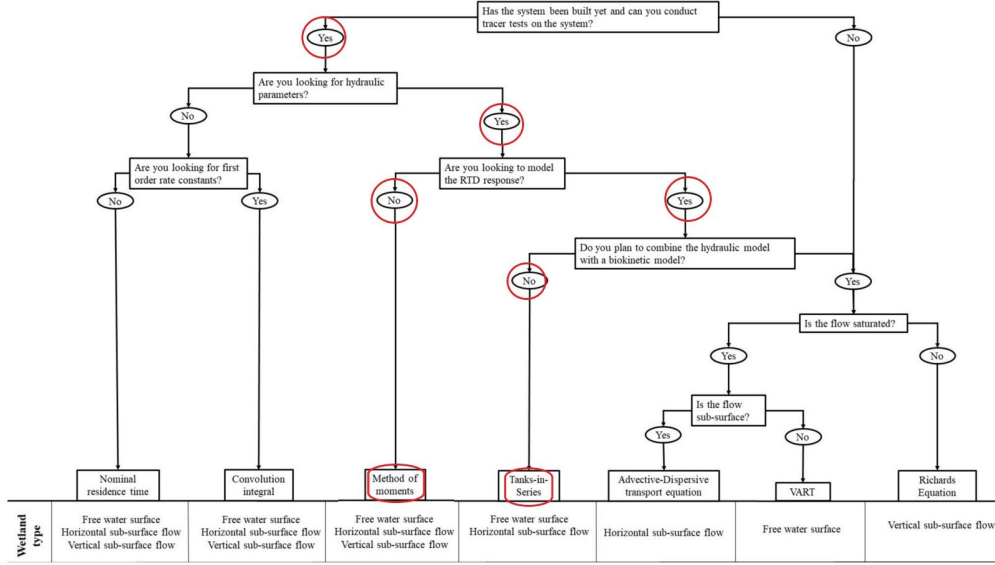 Has the system been built yet and can you conduct
tracer tests on the system?
Yes
No
Are you looking for hydraulic
parameters?
No
Yes
Are you looking for first
order rate constants?
Are you looking to model
the RTD response?
No
Yes
No
Yes
Do you plan to combine the hydraulic model
with a biokinetic model?
No
Yes
Is the flow saturated?
Yes
No
Is the flow
sub-surface?
Yes
No
Nominal
residence time
Convolution
integral
Method of
moments
Tanks-in-
Series
Advective-Dispersive
transport equation
VART
Richards
Equation
Wetland
type
Free water surface
Horizontal sub-surface flow
Vertical sub-surface flow
Free water surface
Horizontal sub-surface flow
Vertical sub-surface flow
Free water surface
Horizontal sub-surface flow
Vertical sub-surface flow
Free water surface
Horizontal sub-surface flow
Horizontal sub-surface flow
Free water surface
Vertical sub-surface flow